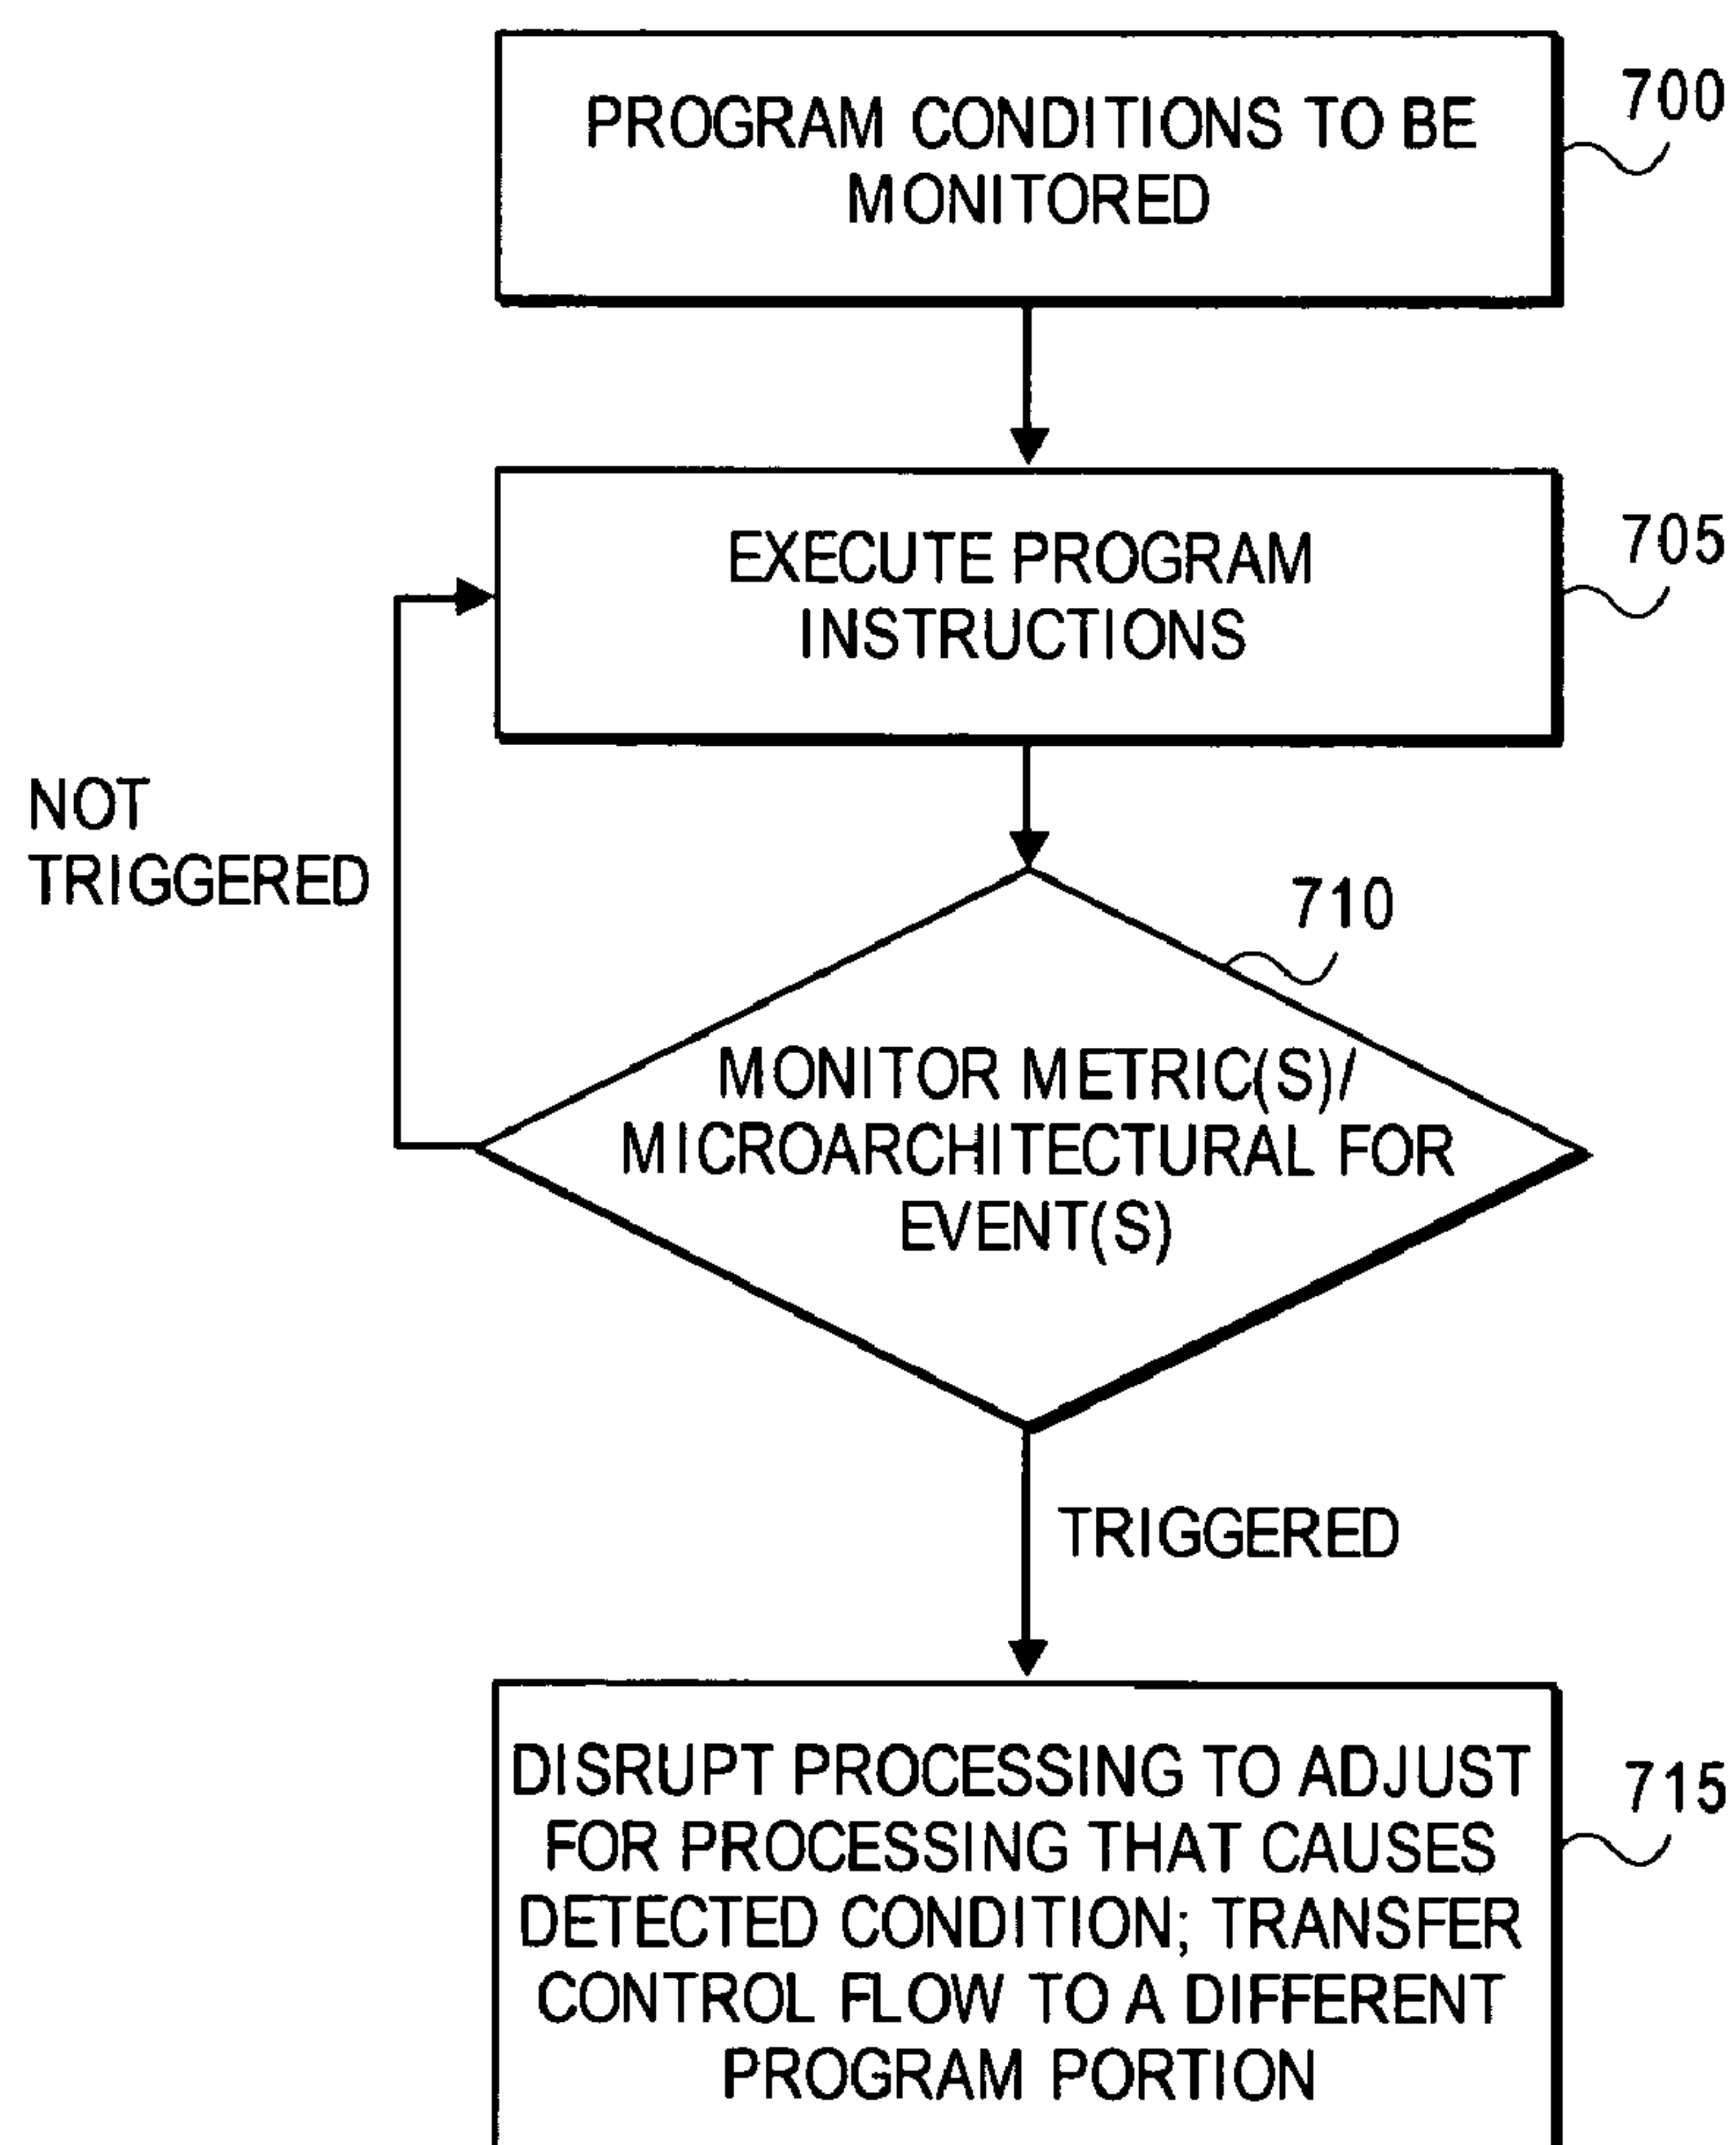 PROGRAM CONDITIONS TO BE
MONITORED
700
EXECUTE PROGRAM
INSTRUCTIONS
705
NOT
TRIGGERED
710
MONITOR METRIC(S)/
MICROARCHITECTURAL FOR
EVENT(S)
TRIGGERED
DISRUPT PROCESSING TO ADJUST
FOR PROCESSING THAT CAUSES
DETECTED CONDITION; TRANSFER
CONTROL FLOW TO A DIFFERENT
PROGRAM PORTION
715